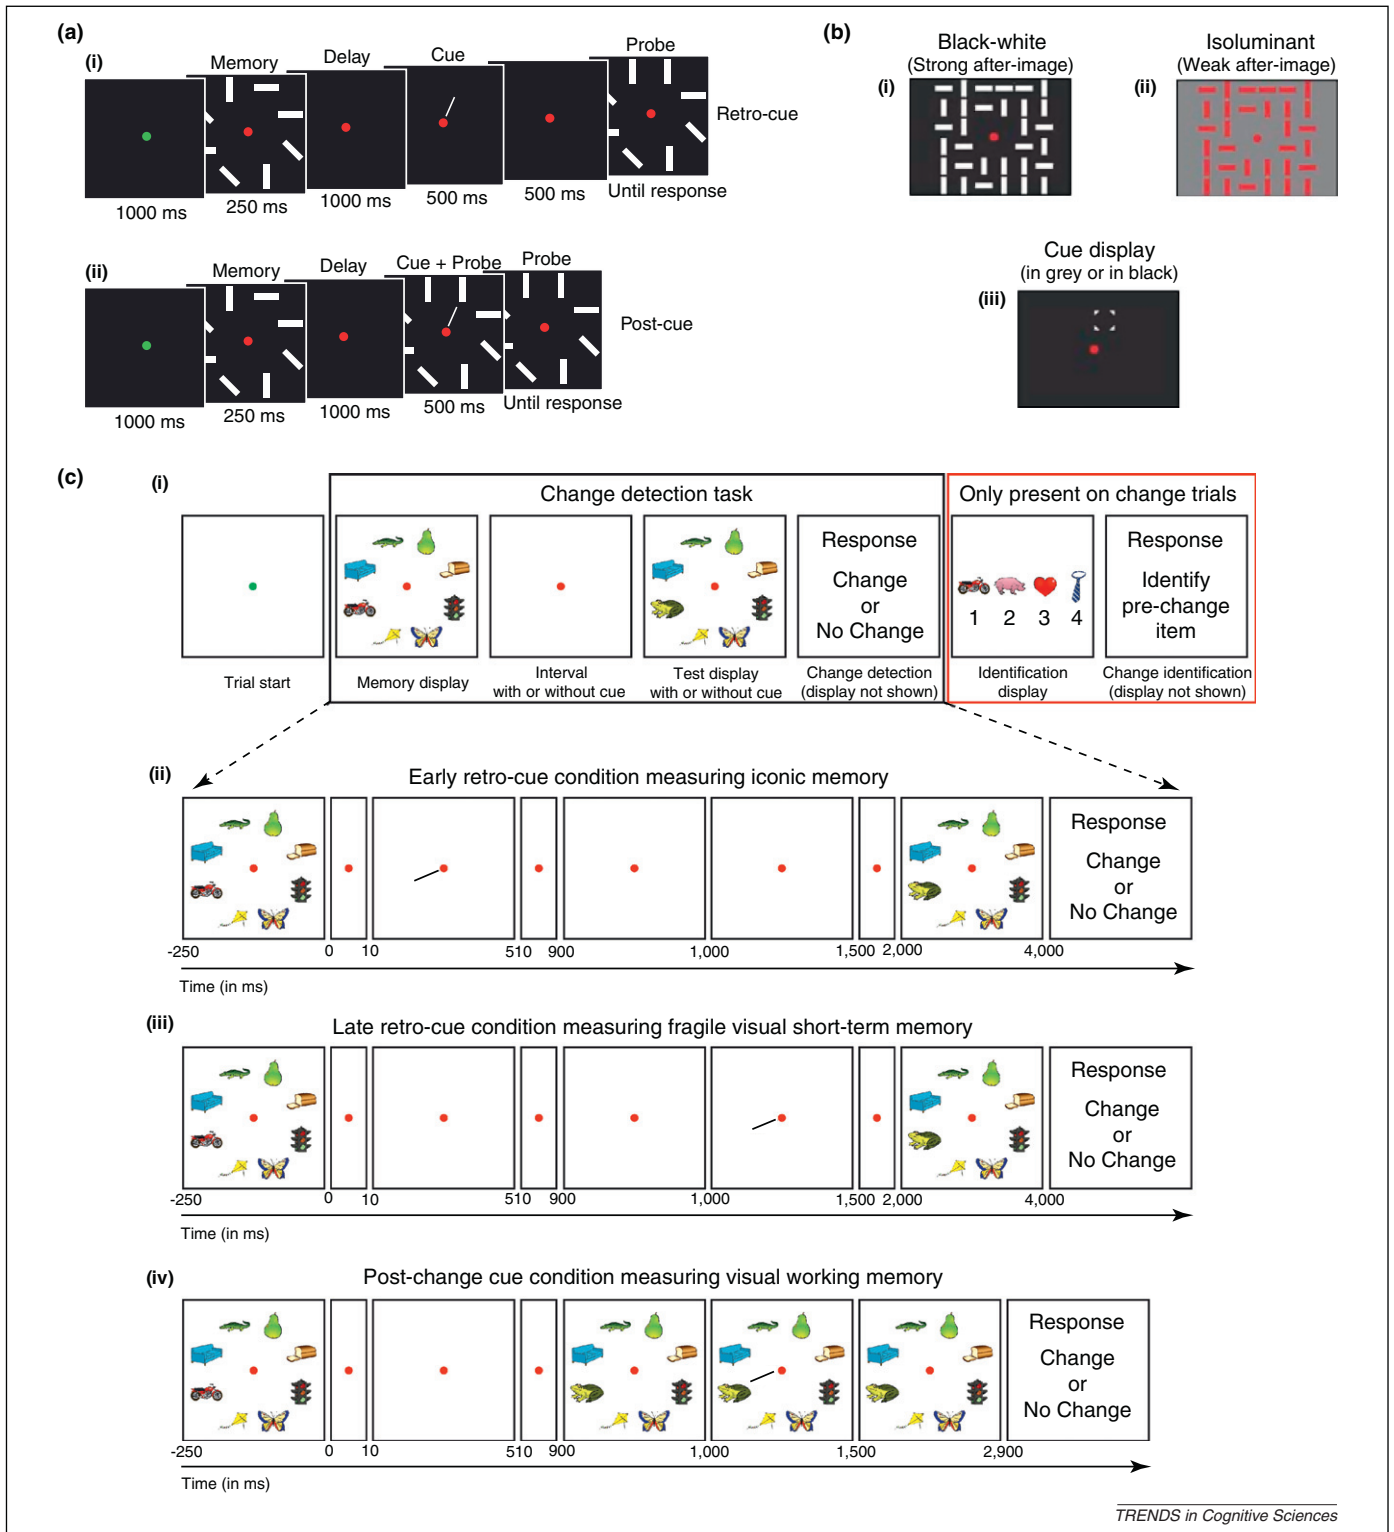 (a)
(i)
Memory
Delay
Cue
Probe
Retro-cue
1000 ms
250 ms
1000 ms
500 ms
500 ms
Until response
(ii)
Memory
Delay
Cue + Probe
Probe
Post-cue
1000 ms
250 ms
1000 ms
500 ms
Until response
(b)
Black-white
(Strong after-image)
(i)
Isoluminant
(Weak after-image)
(ii)
Cue display
(in grey or in black)
(iii)
(c)
(i)
Change detection task
Only present on change trials
Response
Change
or
No Change
1 2 3 4
Response
Identify
pre-change
item
Trial start
Memory display
Interval
with or without cue
Test display
with or without cue
Change detection
(display not shown)
Identification
display
Change identification
(display not shown)
(ii)
Early retro-cue condition measuring iconic memory
Response
Change
or
No Change
-250 0 10 510 900 1,000 1,500 2,000 4,000
Time (in ms)
(iii)
Late retro-cue condition measuring fragile visual short-term memory
Response
Change
or
No Change
-250 0 10 510 900 1,000 1,500 2,000 4,000
Time (in ms)
(iv)
Post-change cue condition measuring visual working memory
Response
Change
or
No Change
-250 0 10 510 900 1,000 1,500 2,900
Time (in ms)
TRENDS in Cognitive Sciences